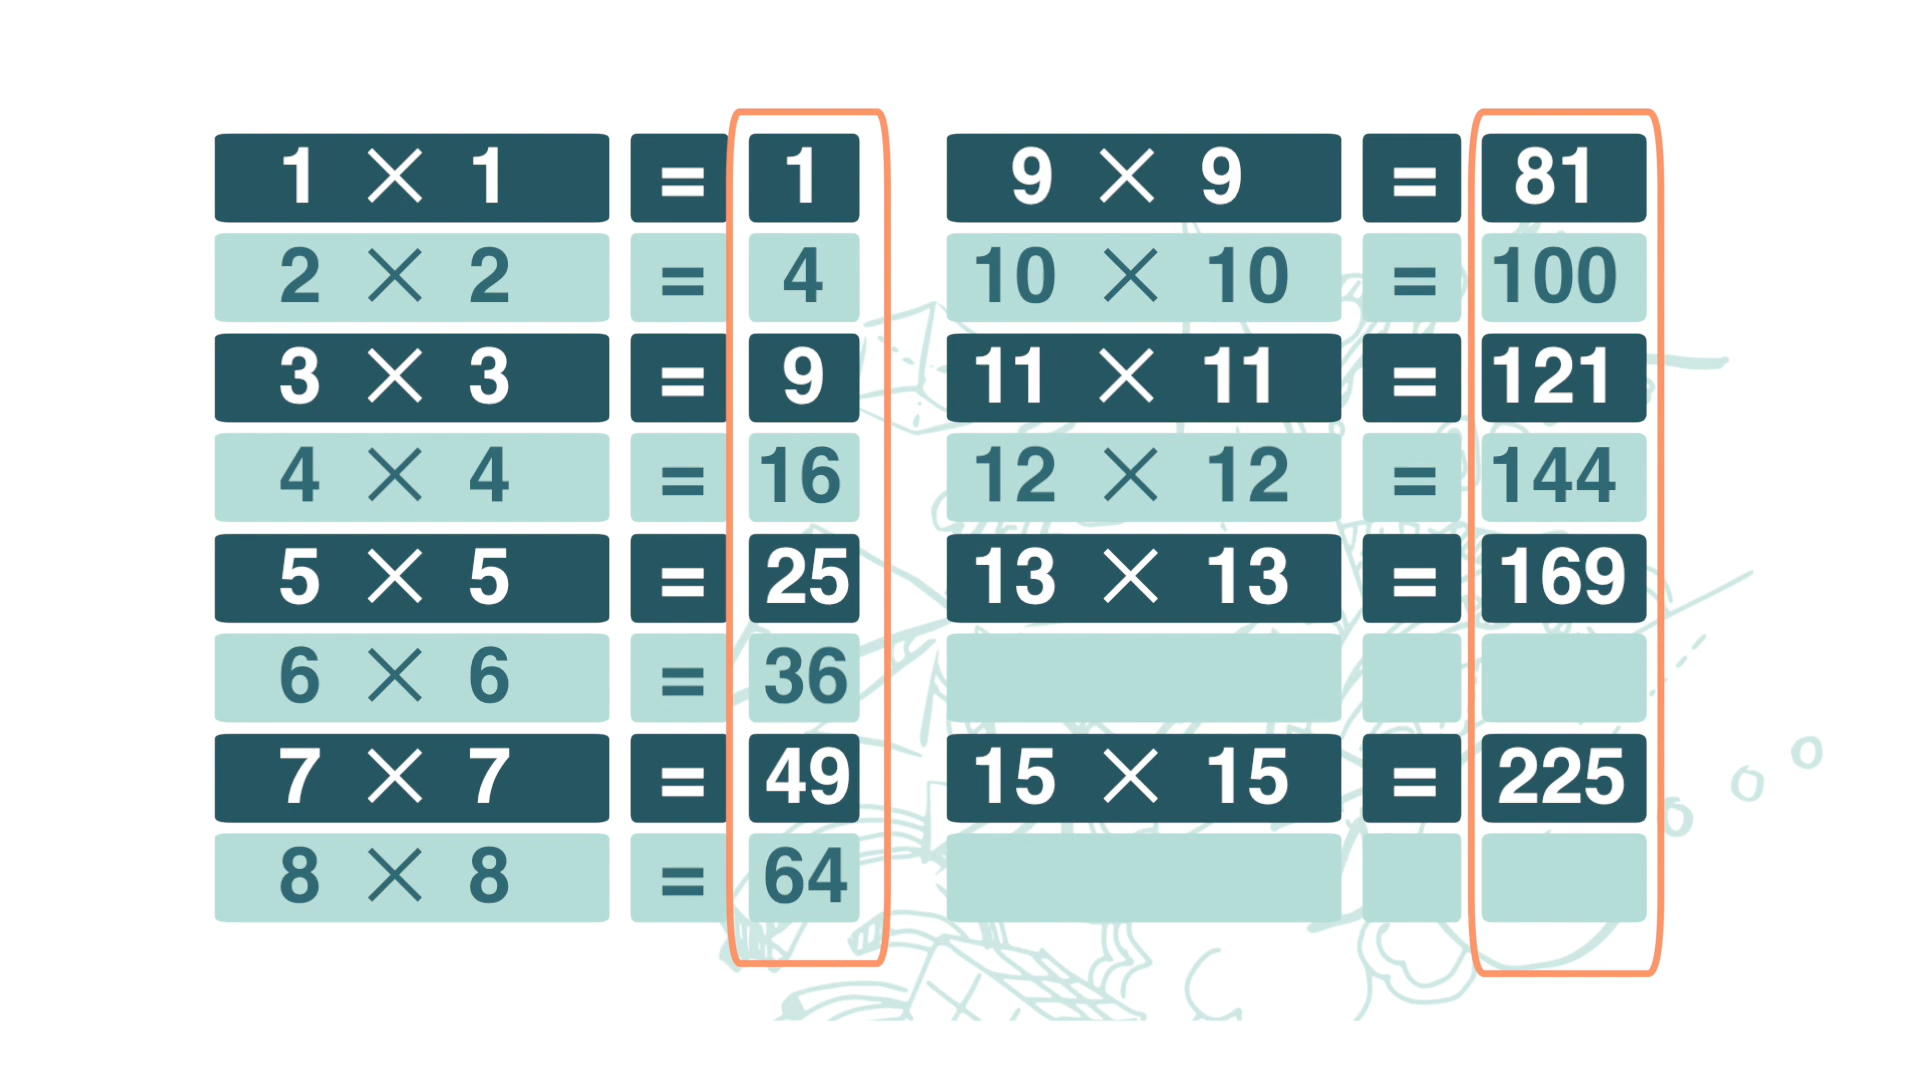 1 × 1 = 1
2 × 2 = 4
3 × 3 = 9
4 × 4 = 16
5 × 5 = 25
6 × 6 = 36
7 × 7 = 49
8 × 8 = 64
9 × 9 = 81
10 × 10 = 100
11 × 11 = 121
12 × 12 = 144
13 × 13 = 169
15 × 15 = 225